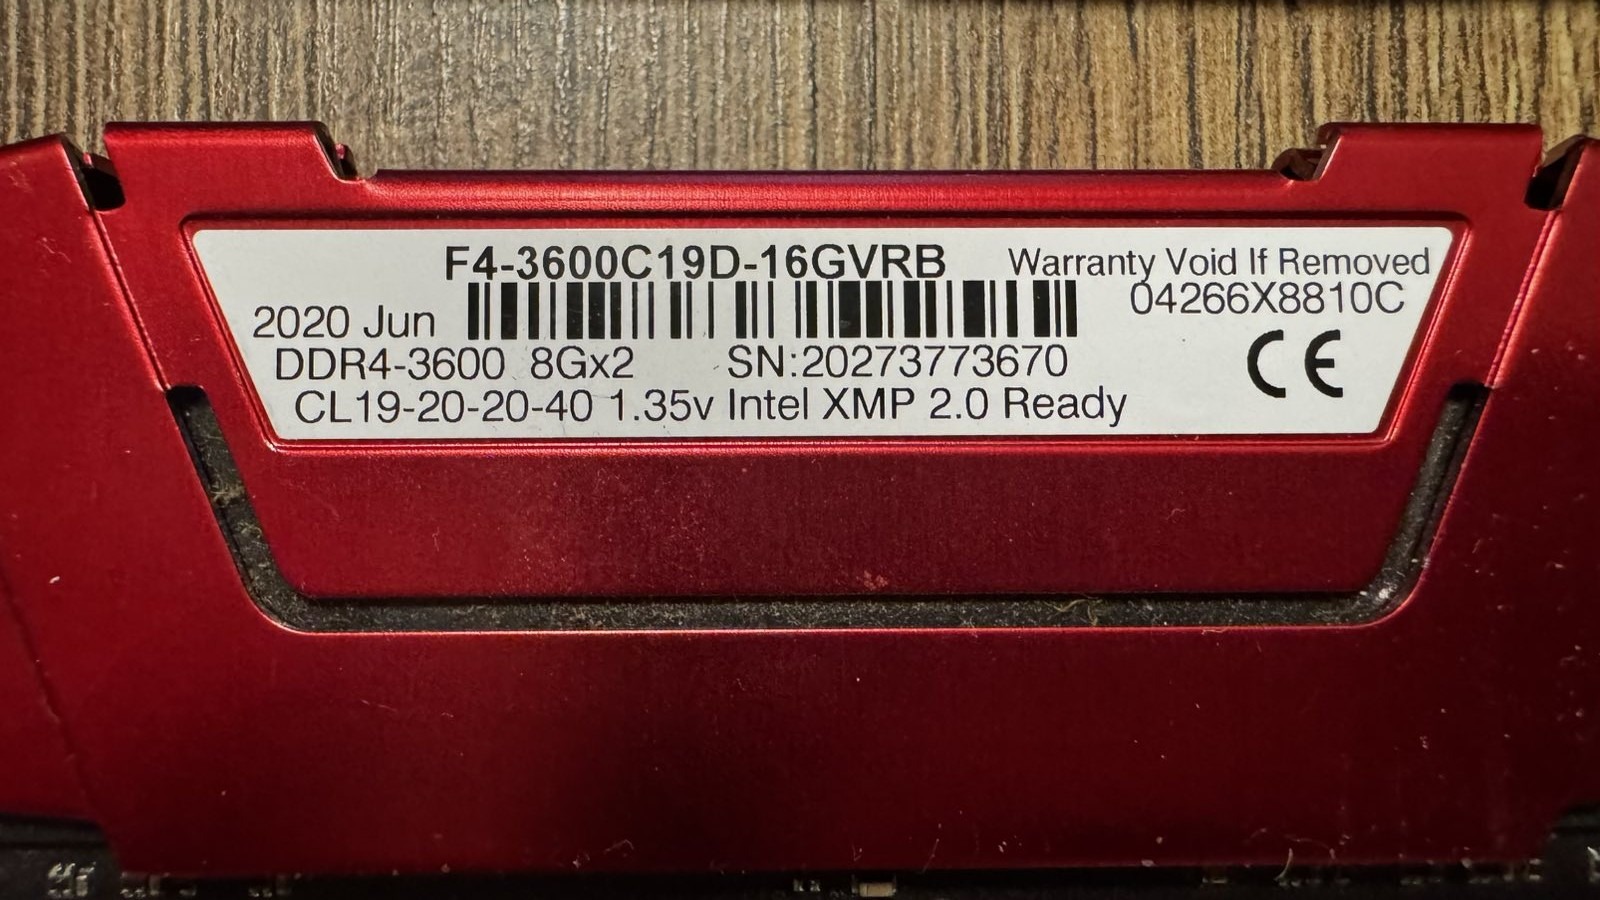 F4-3600C19D-16GVRB Warranty Void If Removed
2020 Jun 04266X8810C
DDR4-3600 8Gx2 SN:20273773670
CL19-20-20-40 1.35v Intel XMP 2.0 Ready
CE